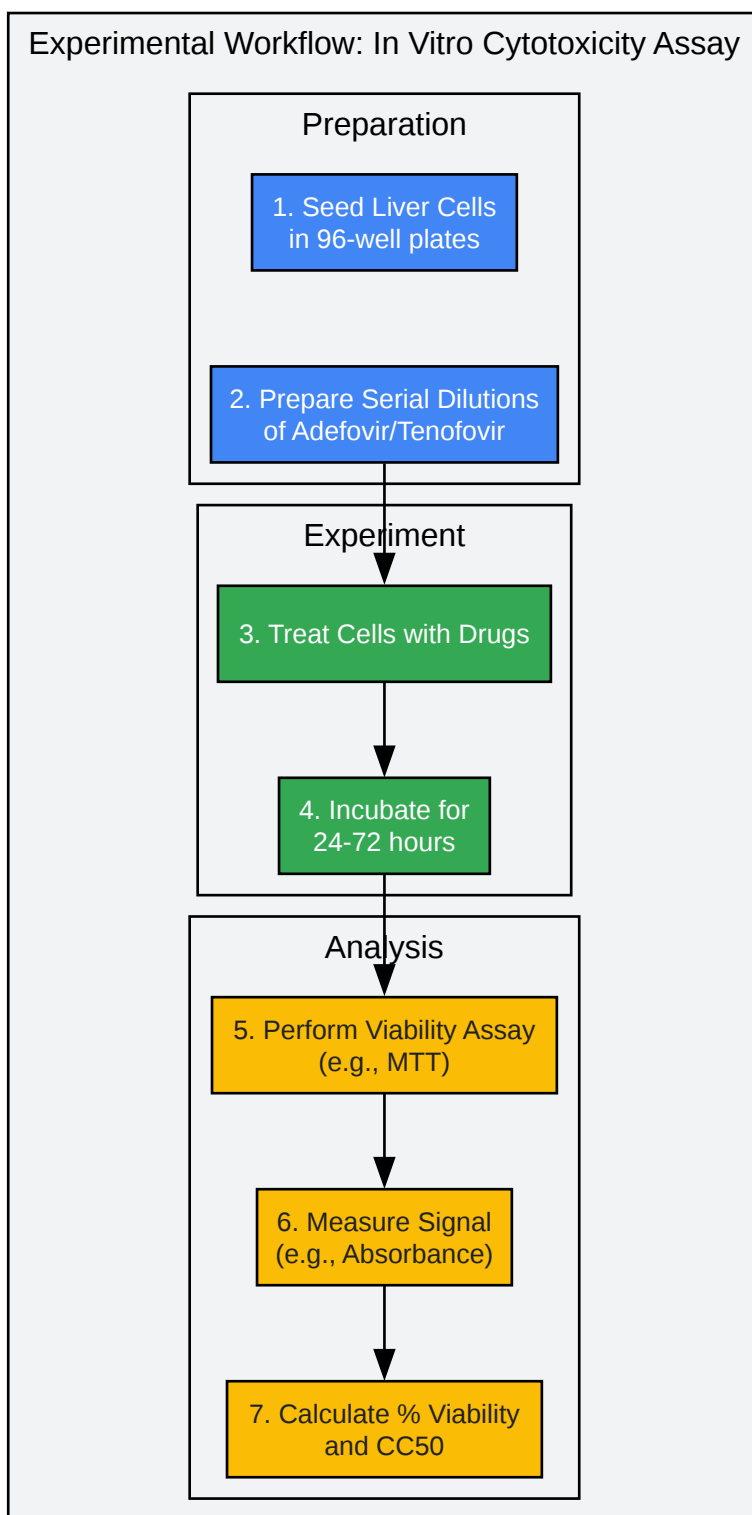 Experimental Workflow: In Vitro Cytotoxicity Assay
Preparation
1. Seed Liver Cells
in 96-well plates
2. Prepare Serial Dilutions
of Adefovir/Tenofovir
Experiment
3. Treat Cells with Drugs
4. Incubate for
24-72 hours
Analysis
5. Perform Viability Assay
(e.g., MTT)
6. Measure Signal
(e.g., Absorbance)
7. Calculate % Viability
and CC50